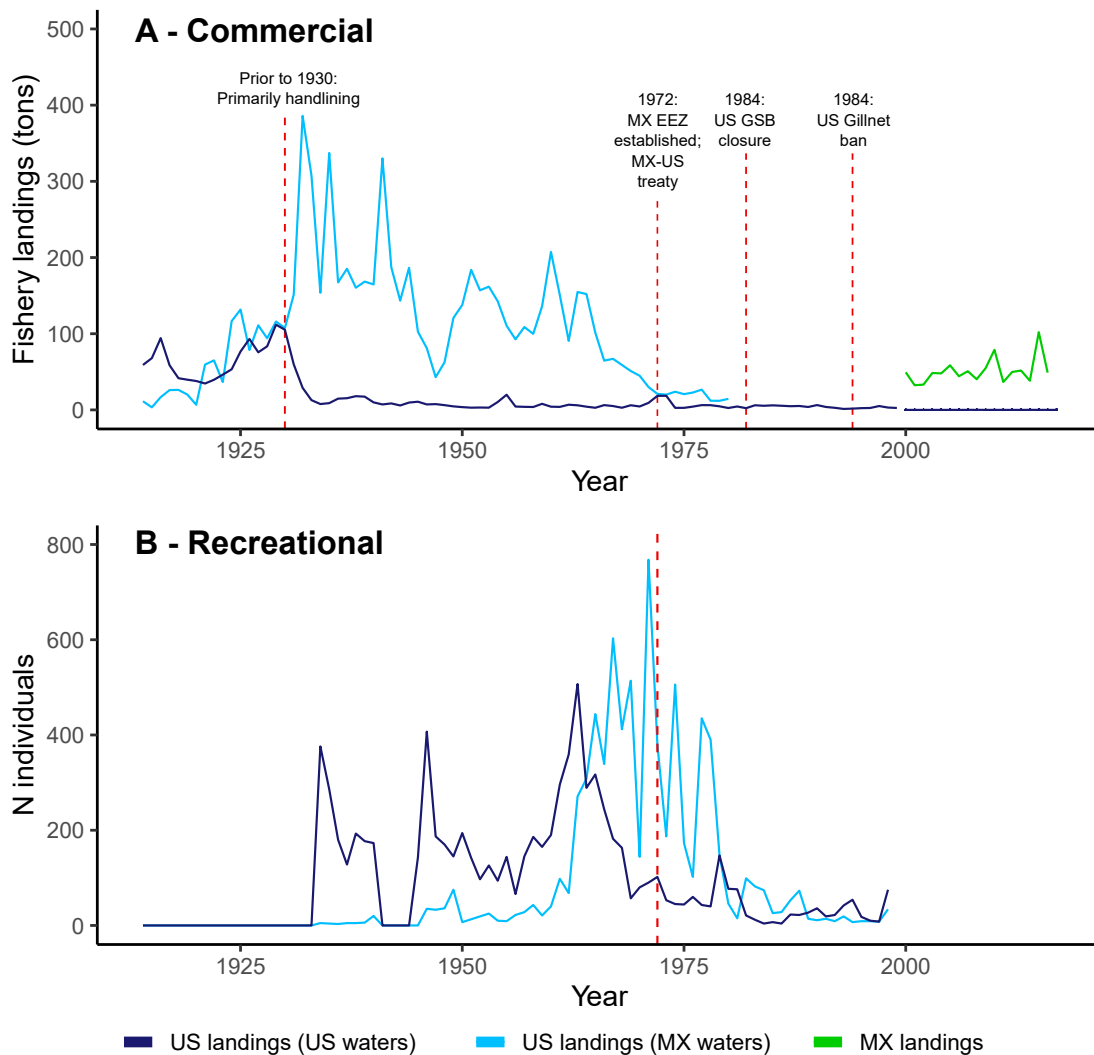 A - Commercial
500
400
300
200
100
0
Fishery landings (tons)
Prior to 1930:
Primarily handlining
1972:
MX EEZ
established;
MX-US
treaty
1984:
US GSB
closure
1984:
US Gillnet
ban
1925
1950
1975
2000
Year
B - Recreational
800
600
400
200
0
N individuals
1925
1950
1975
2000
Year
US landings (US waters)
US landings (MX waters)
MX landings